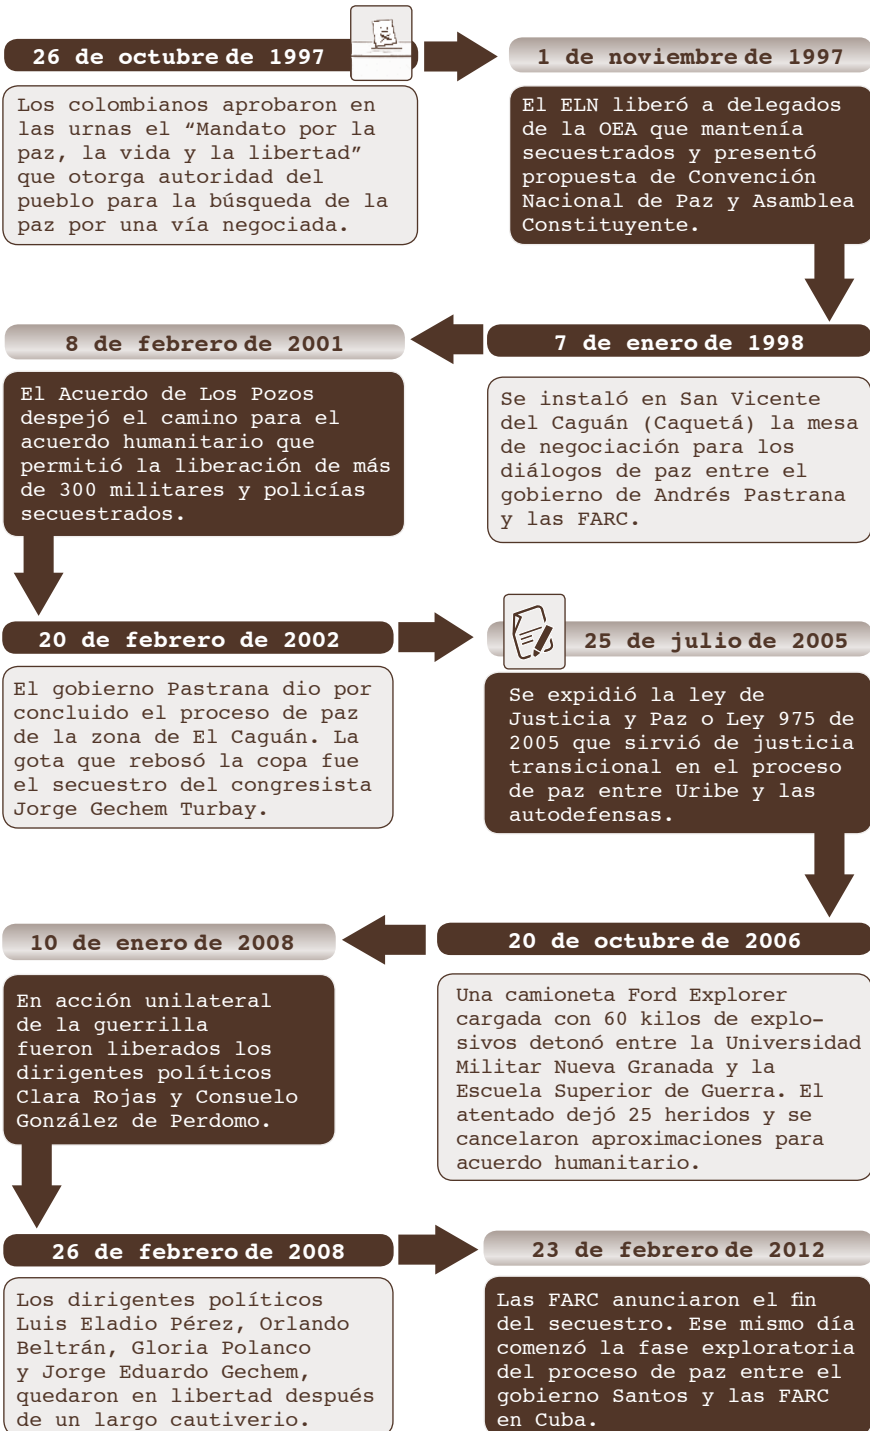 26 de octubre de 1997
Los colombianos aprobaron en
las urnas el “Mandato por la
paz, la vida y la libertad”
que otorga autoridad del
pueblo para la búsqueda de la
paz por una vía negociada.
1 de noviembre de 1997
El ELN liberó a delegados
de la OEA que mantenía
secuestrados y presentó
propuesta de Convención
Nacional de Paz y Asamblea
Constituyente.
7 de enero de 1998
Se instaló en San Vicente
del Caguán (Caquetá) la mesa
de negociación para los
diálogos de paz entre el
gobierno de Andrés Pastrana
y las FARC.
8 de febrero de 2001
El Acuerdo de Los Pozos
despejó el camino para el
acuerdo humanitario que
permitió la liberación de más
de 300 militares y policías
secuestrados.
20 de febrero de 2002
El gobierno Pastrana dio por
concluido el proceso de paz
de la zona de El Caguán. La
gota que rebosó la copa fue
el secuestro del congresista
Jorge Gechem Turbay.
25 de julio de 2005
Se expidió la ley de
Justicia y Paz o Ley 975 de
2005 que sirvió de justicia
transicional en el proceso
de paz entre Uribe y las
autodefensas.
20 de octubre de 2006
Una camioneta Ford Explorer
cargada con 60 kilos de explo-
sivos detonó entre la Universidad
Militar Nueva Granada y la
Escuela Superior de Guerra. El
atentado dejó 25 heridos y se
cancelaron aproximaciones para
acuerdo humanitario.
10 de enero de 2008
En acción unilateral
de la guerrilla
fueron liberados los
dirigentes políticos
Clara Rojas y Consuelo
González de Perdomo.
26 de febrero de 2008
Los dirigentes políticos
Luis Eladio Pérez, Orlando
Beltrán, Gloria Polanco
y Jorge Eduardo Gechem,
quedaron en libertad después
de un largo cautiverio.
23 de febrero de 2012
Las FARC anunciaron el fin
del secuestro. Ese mismo día
comenzó la fase exploratoria
del proceso de paz entre el
gobierno Santos y las FARC
en Cuba.